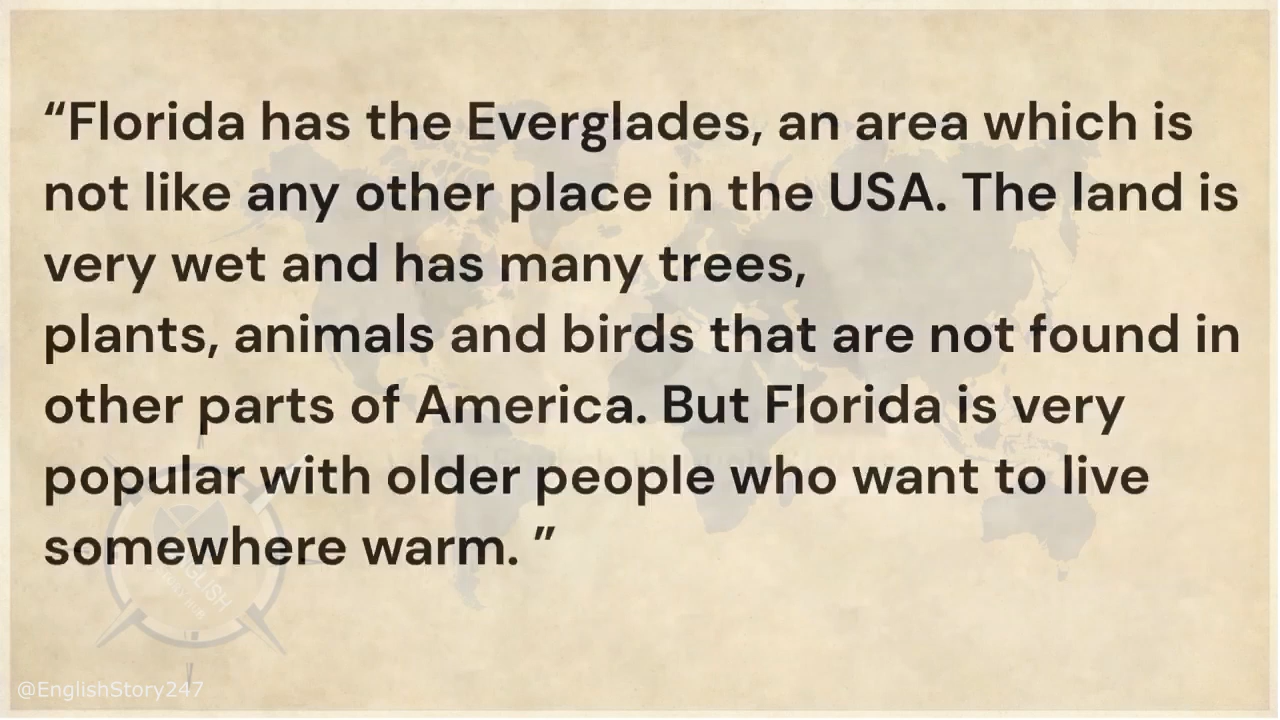 “Florida has the Everglades, an area which is
not like any other place in the USA. The land is
very wet and has many trees,
plants, animals and birds that are not found in
other parts of America. But Florida is very
popular with older people who want to live
somewhere warm. ”
ENGLISH
@EnglishStory247